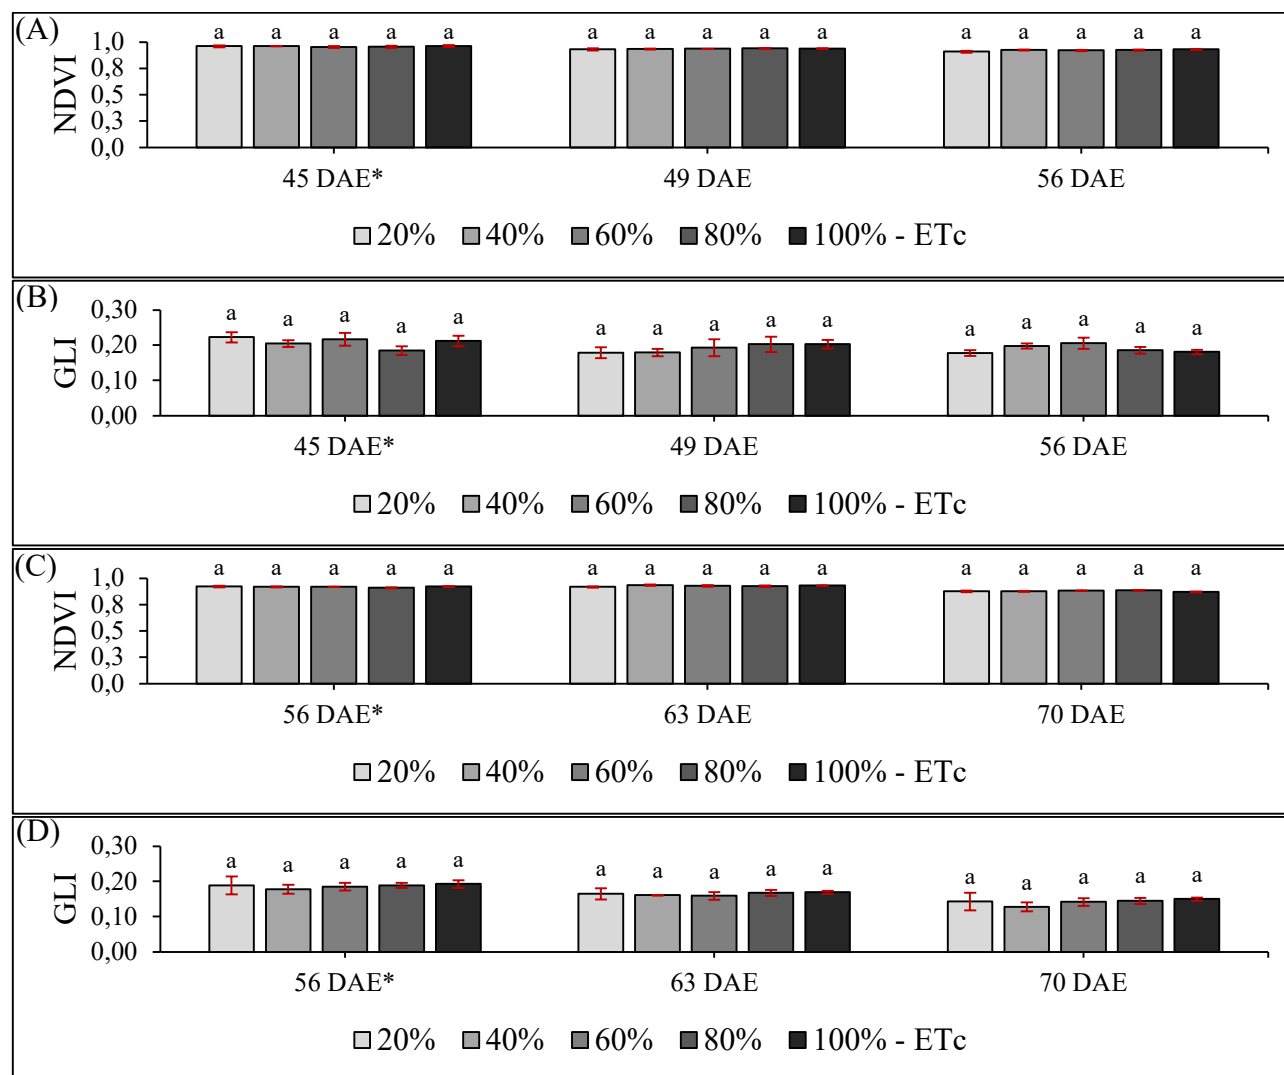 (A)
NDVI
1,0
0,8
0,5
0,3
0,0
a a a a a a a a a a a a a a a
45 DAE* 49 DAE 56 DAE
20% 40% 60% 80% 100% - ETc
(B)
GLI
0,30
0,20
0,10
0,00
a a a a a a a a a a a a a a a
45 DAE* 49 DAE 56 DAE
20% 40% 60% 80% 100% - ETc
(C)
NDVI
1,0
0,8
0,5
0,3
0,0
a a a a a a a a a a a a a a a
56 DAE* 63 DAE 70 DAE
20% 40% 60% 80% 100% - ETc
(D)
GLI
0,30
0,20
0,10
0,00
a a a a a a a a a a a a a a a
56 DAE* 63 DAE 70 DAE
20% 40% 60% 80% 100% - ETc